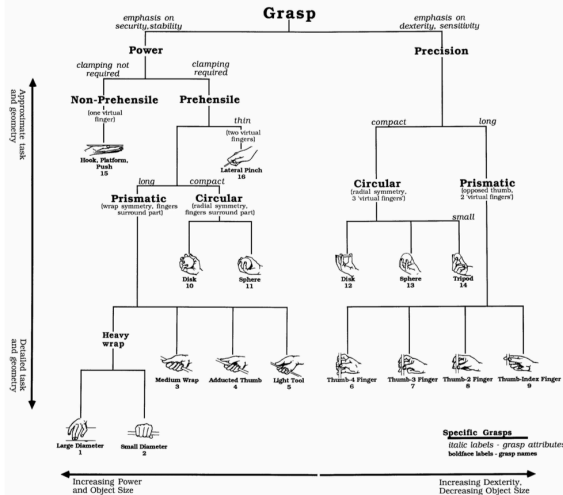 Grasp
emphasis on
security,stability
emphasis on
dexterity, sensitivity
Power
Precision
clamping not
required
clamping
required
Non-Prehensile
(one virtual
finger)
Prehensile
Hook, Platform,
Push
15
thin
(two virtual
fingers)
Lateral Pinch
16
compact
long
long
compact
Prismatic
(wrap symmetry, fingers
surround part)
Circular
(radial symmetry,
fingers surround part)
Circular
(radial symmetry,
3 'virtual fingers')
Prismatic
(opposed thumb,
2 'virtual fingers')
small
Disk
10
Sphere
11
Disk
12
Sphere
13
Tripod
14
Heavy
wrap
Medium Wrap
3
Adducted Thumb
4
Light Tool
5
Thumb-4 Finger
6
Thumb-3 Finger
7
Thumb-2 Finger
8
Thumb-Index Finger
9
Large Diameter
1
Small Diameter
2
Approximate task
and geometry
Detailed task
and geometry
Specific Grasps
italic labels - grasp attributes
boldface labels - grasp names
Increasing Power
and Object Size
Increasing Dexterity,
Decreasing Object Size